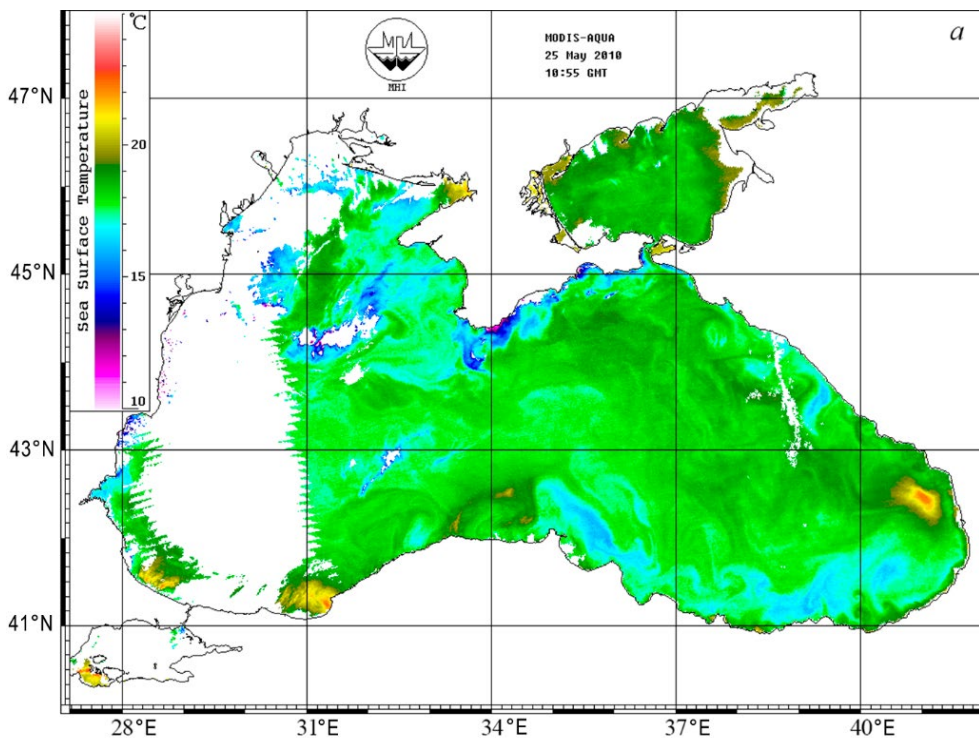 °C
a
MODIS-AQUA
25 May 2010
10:55 GMT
MHI
Sea Surface Temperature
20
15
10
47°N
45°N
43°N
41°N
28°E
31°E
34°E
37°E
40°E